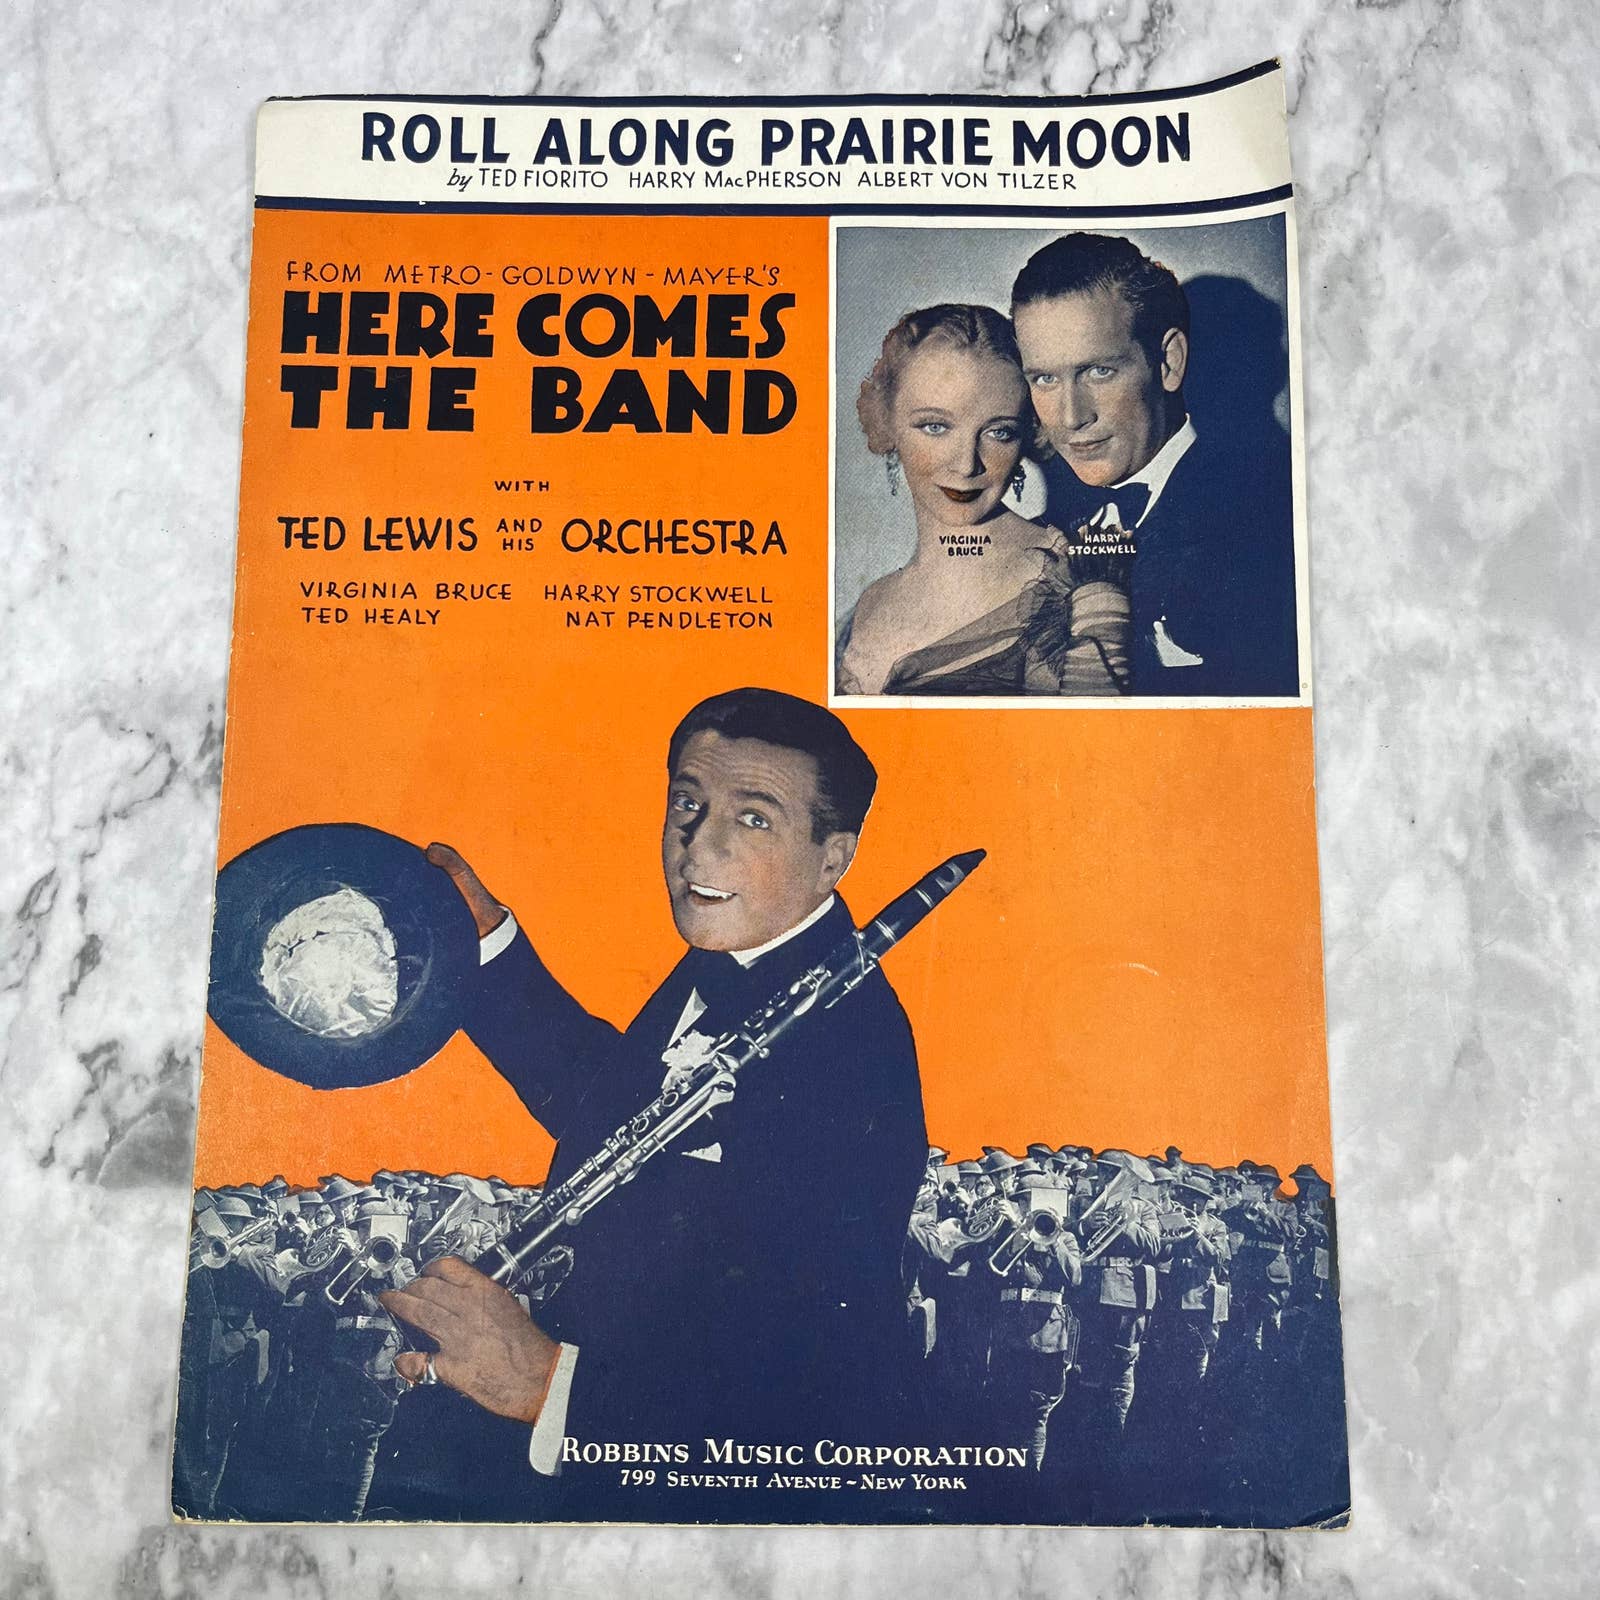 ROLL ALONG PRAIRIE MOON
by TED FIORITO HARRY MacPHERSON ALBERT VON TILZER
FROM METRO-GOLDWYN-MAYER'S
HERE COMES
THE BAND
WITH
TED LEWIS AND HIS ORCHESTRA
VIRGINIA BRUCE HARRY STOCKWELL
TED HEALY NAT PENDLETON
VIRGINIA
BRUCE
HARRY
STOCKWELL
ROBBINS MUSIC CORPORATION
799 SEVENTH AVENUE ~ NEW YORK